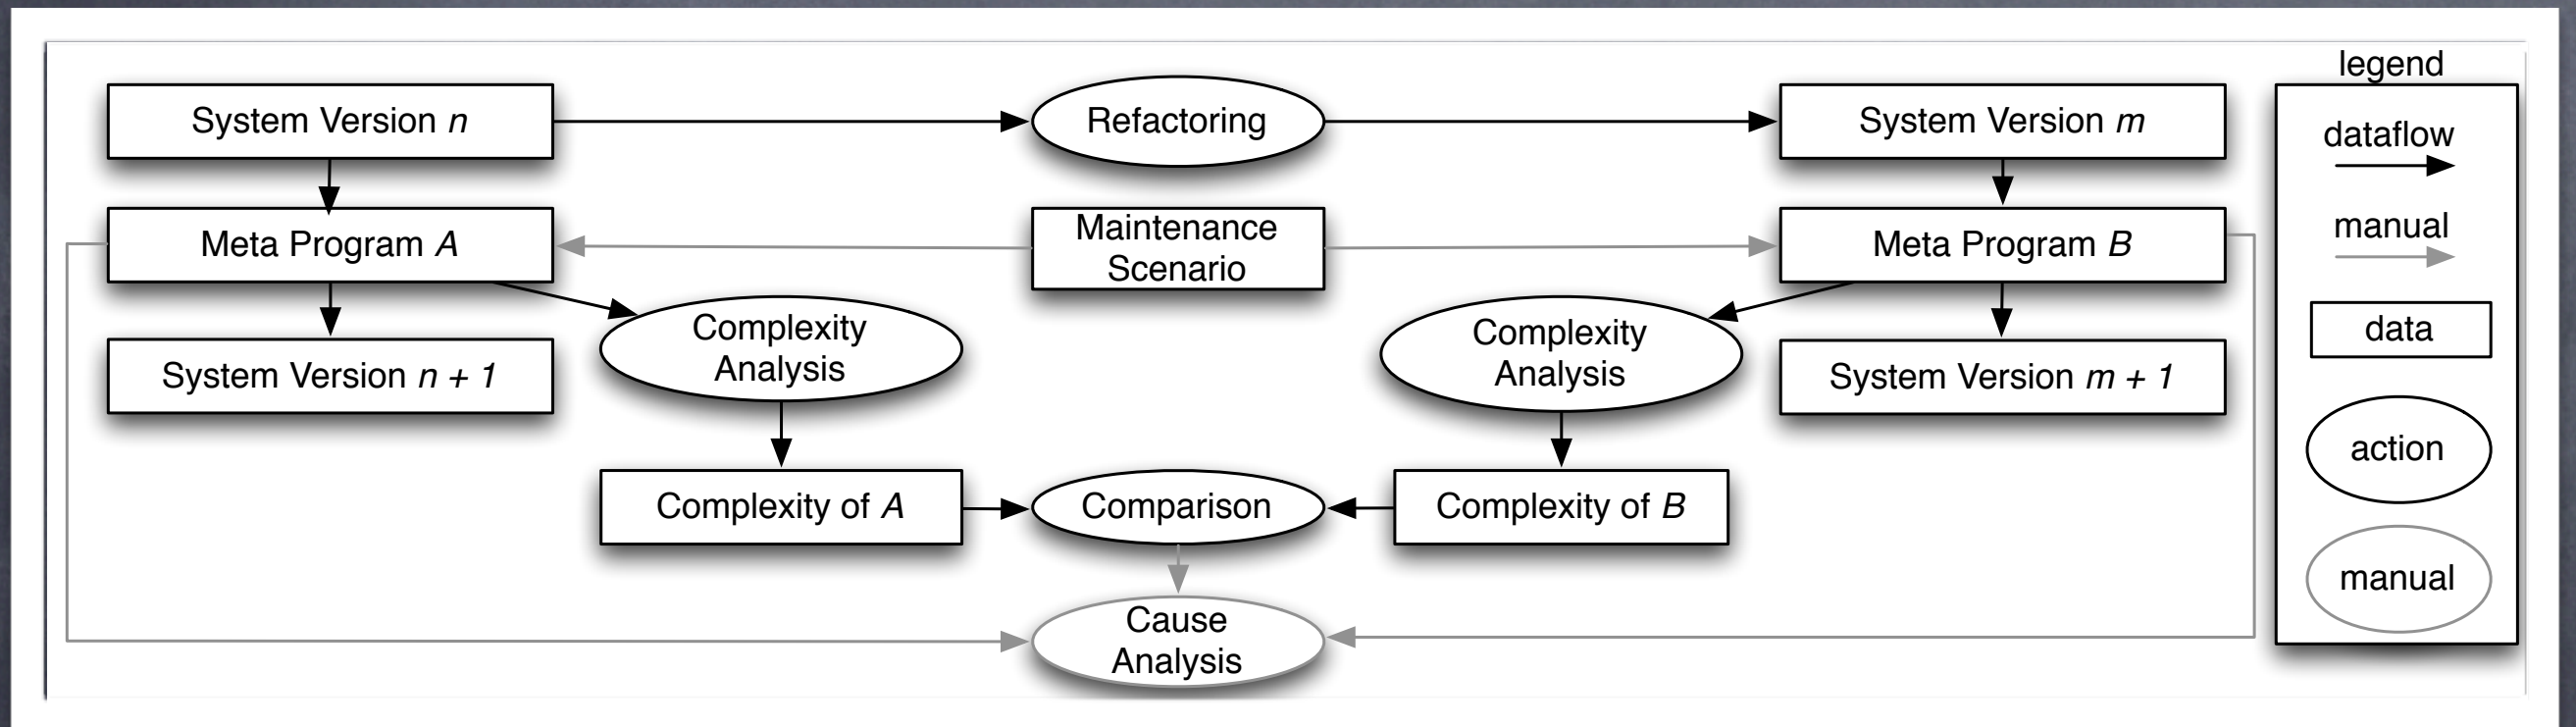 legend
System Version n
Refactoring
System Version m
dataflow
manual
Meta Program A
Maintenance
Scenario
Meta Program B
data
System Version n + 1
Complexity
Analysis
Complexity
Analysis
System Version m + 1
action
Complexity of A
Comparison
Complexity of B
manual
Cause
Analysis